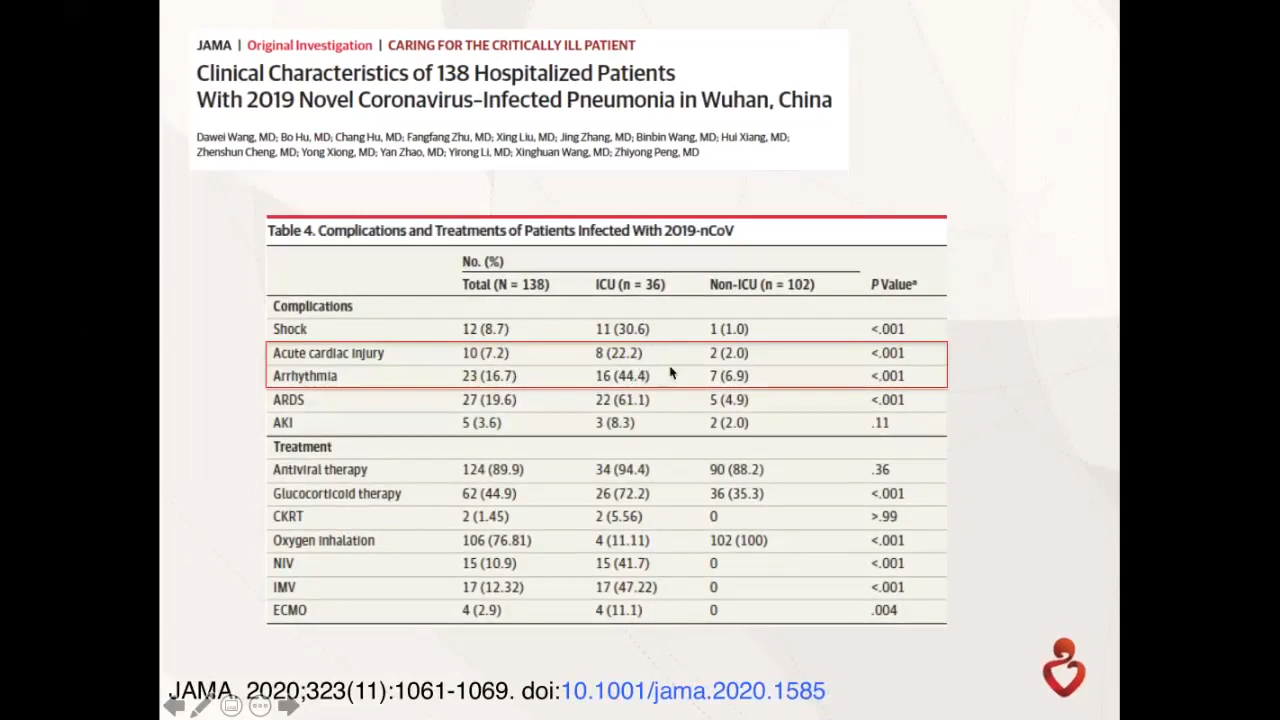 JAMA | Original Investigation | CARING FOR THE CRITICALLY ILL PATIENT
Clinical Characteristics of 138 Hospitalized Patients
With 2019 Novel Coronavirus–Infected Pneumonia in Wuhan, China
Dawei Wang, MD; Bo Hu, MD; Chang Hu, MD; Fangfang Zhu, MD; Xing Liu, MD; Jing Zhang, MD; Binbin Wang, MD; Hui Xiang, MD;
Zhenshun Cheng, MD; Yong Xiong, MD; Yan Zhao, MD; Yirong Li, MD; Xinghuan Wang, MD; Zhiyong Peng, MD
Table 4. Complications and Treatments of Patients Infected With 2019-nCoV
No. (%)
Total (N = 138) ICU (n = 36) Non-ICU (n = 102) P Valueᵃ
Complications
Shock 12 (8.7) 11 (30.6) 1 (1.0) <.001
Acute cardiac injury 10 (7.2) 8 (22.2) 2 (2.0) <.001
Arrhythmia 23 (16.7) 16 (44.4) 7 (6.9) <.001
ARDS 27 (19.6) 22 (61.1) 5 (4.9) <.001
AKI 5 (3.6) 3 (8.3) 2 (2.0) .11
Treatment
Antiviral therapy 124 (89.9) 34 (94.4) 90 (88.2) .36
Glucocorticoid therapy 62 (44.9) 26 (72.2) 36 (35.3) <.001
CKRT 2 (1.45) 2 (5.56) 0 >.99
Oxygen inhalation 106 (76.81) 4 (11.11) 102 (100) <.001
NIV 15 (10.9) 15 (41.7) 0 <.001
IMV 17 (12.32) 17 (47.22) 0 <.001
ECMO 4 (2.9) 4 (11.1) 0 .004
JAMA. 2020;323(11):1061-1069. doi:10.1001/jama.2020.1585